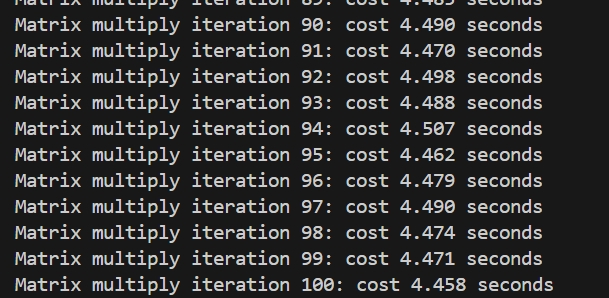 Matrix multiply iteration 89: cost 4.485 seconds
Matrix multiply iteration 90: cost 4.490 seconds
Matrix multiply iteration 91: cost 4.470 seconds
Matrix multiply iteration 92: cost 4.498 seconds
Matrix multiply iteration 93: cost 4.488 seconds
Matrix multiply iteration 94: cost 4.507 seconds
Matrix multiply iteration 95: cost 4.462 seconds
Matrix multiply iteration 96: cost 4.479 seconds
Matrix multiply iteration 97: cost 4.490 seconds
Matrix multiply iteration 98: cost 4.474 seconds
Matrix multiply iteration 99: cost 4.471 seconds
Matrix multiply iteration 100: cost 4.458 seconds